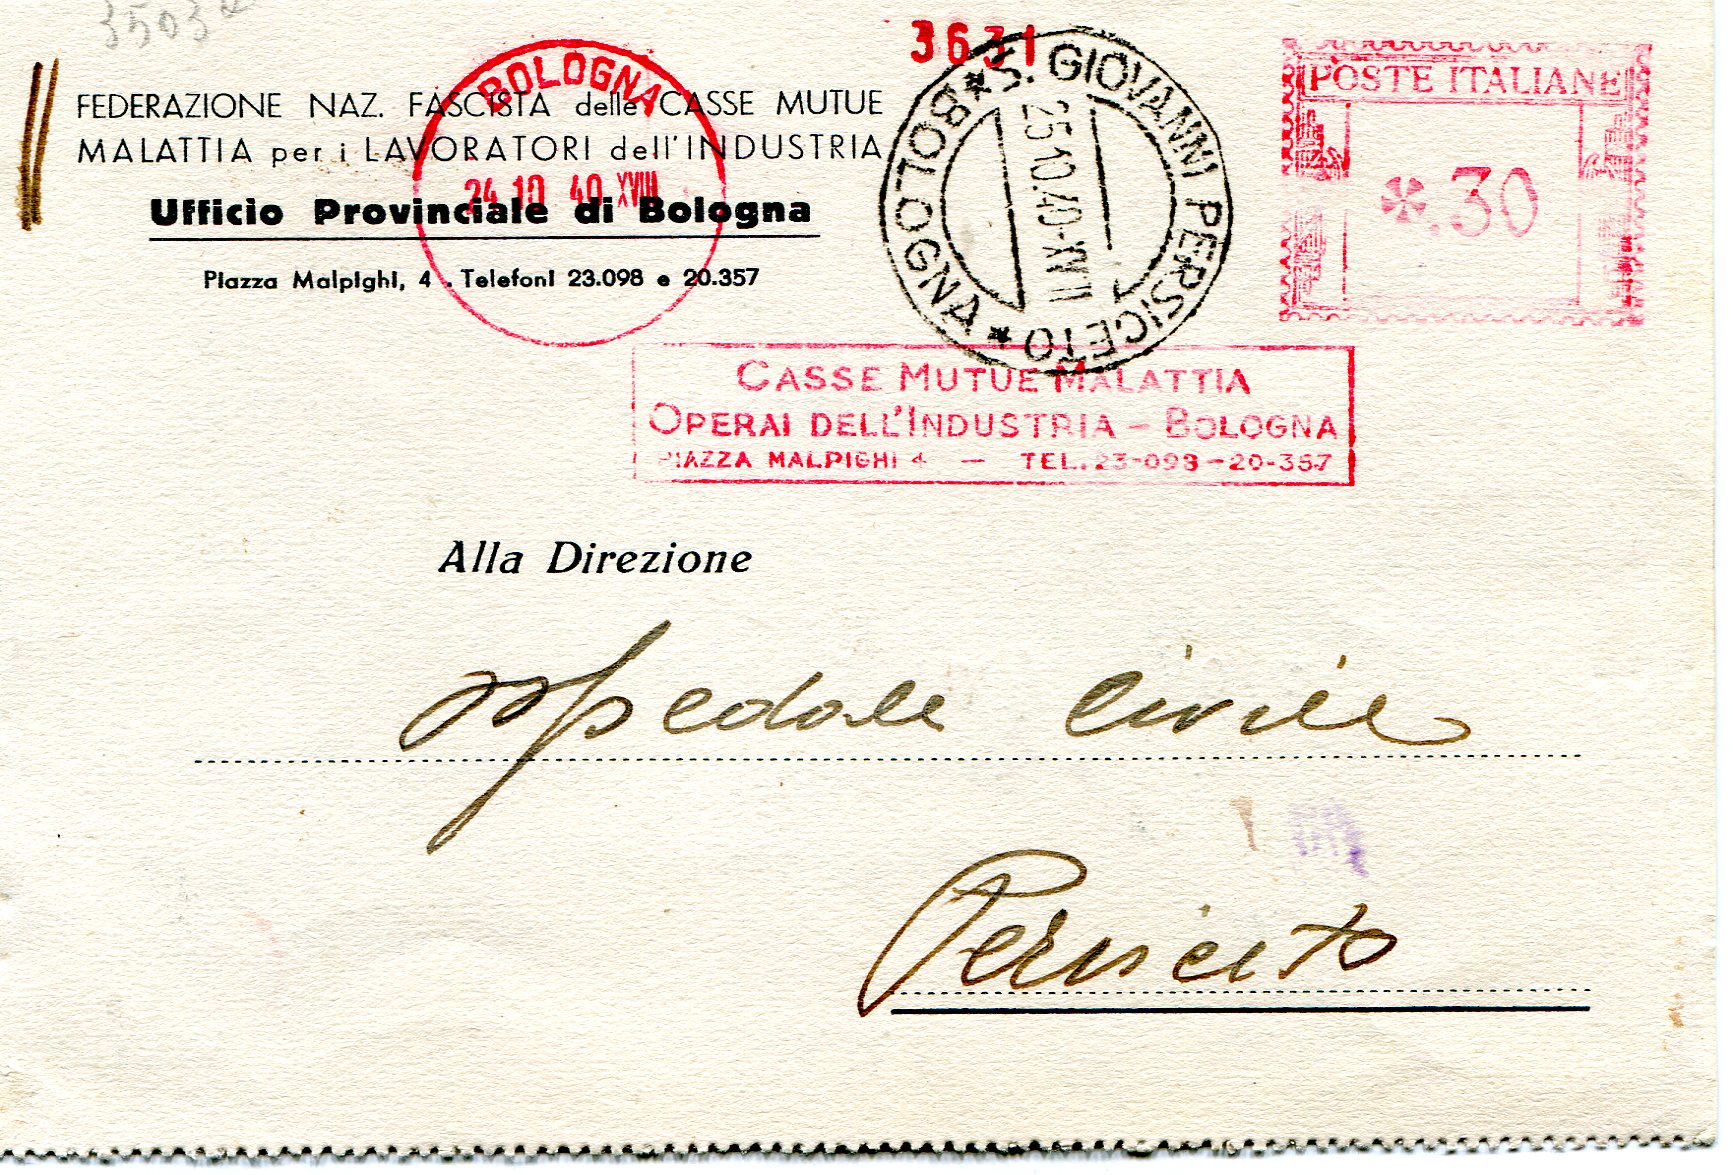 3503
FEDERAZIONE NAZ. FASCISTA delle CASSE MUTUE
MALATTIA per i LAVORATORI dell'INDUSTRIA
Ufficio Provinciale di Bologna
Piazza Malpighi, 4 . Telefoni 23.098 e 20.357
BOLOGNA
24 10 40 XVIII
3631
* S. GIOVANNI PERSICETO * BOLOGNA
25.10.40-XVIII
POSTE ITALIANE
*.30
CASSE MUTUE MALATTIA
OPERAI DELL'INDUSTRIA - BOLOGNA
PIAZZA MALPIGHI 4 - TEL. 23-098-20-357
Alla Direzione
Ospedale Civile
Persiceto